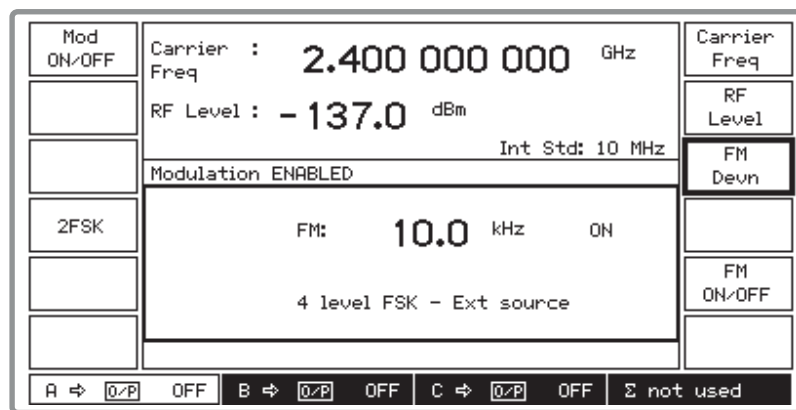 Mod
ON/OFF
2FSK
Carrier : 2.400 000 000 GHz
Freq
RF Level : -137.0 dBm
Int Std: 10 MHz
Modulation ENABLED
FM: 10.0 kHz ON
4 level FSK - Ext source
Carrier
Freq
RF
Level
FM
Devn
FM
ON/OFF
A ⇨ O/P OFF B ⇨ O/P OFF C ⇨ O/P OFF Σ not used